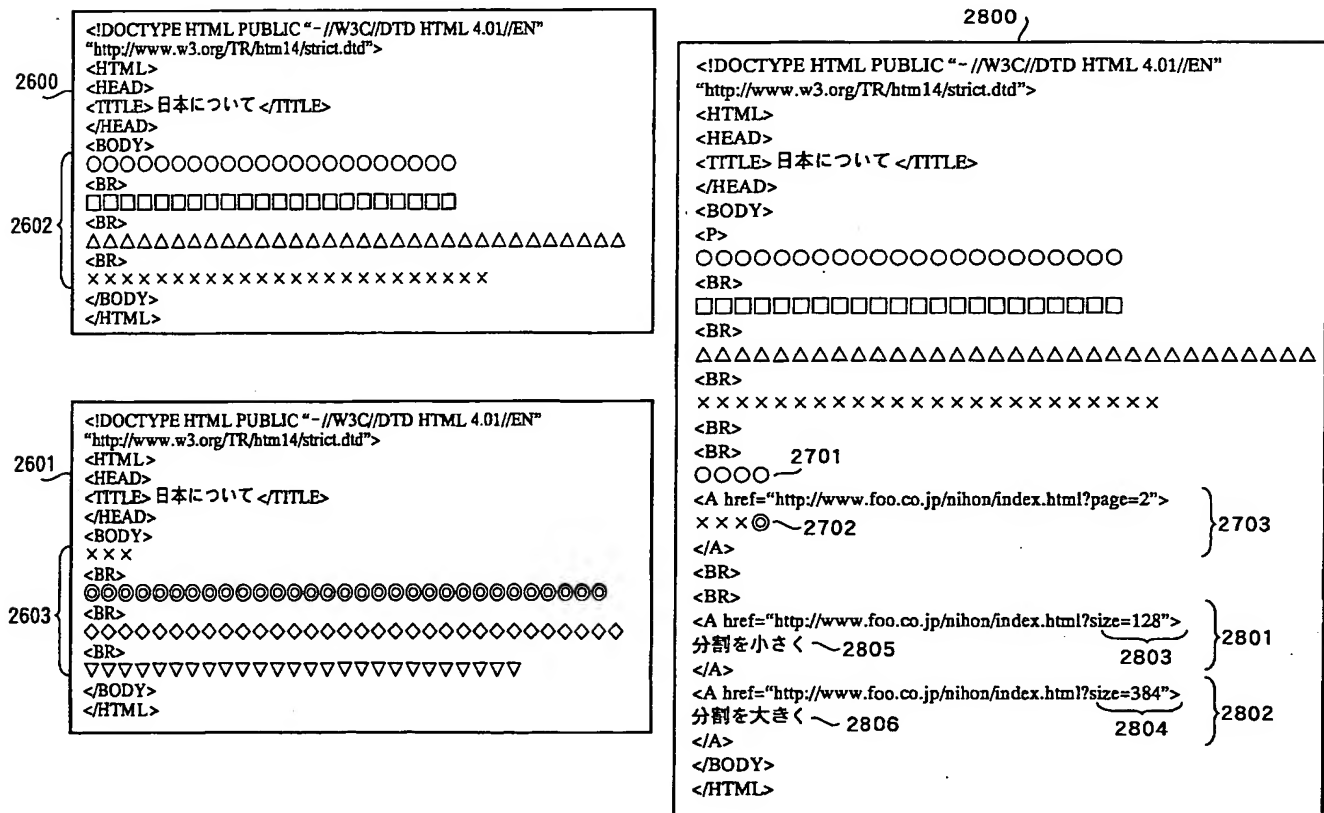 2600
<!DOCTYPE HTML PUBLIC “-//W3C//DTD HTML 4.01//EN”
“http://www.w3.org/TR/htm14/strict.dtd”>
<HTML>
<HEAD>
<TITLE>日本について</TITLE>
</HEAD>
<BODY>
2602
○○○○○○○○○○○○○○○○○○○○○○
<BR>
□□□□□□□□□□□□□□□□□□□□□□
<BR>
△△△△△△△△△△△△△△△△△△△△△△△△△△△△△△△△
<BR>
××××××××××××××××××××××××
</BODY>
</HTML>
2601
<!DOCTYPE HTML PUBLIC “-//W3C//DTD HTML 4.01//EN”
“http://www.w3.org/TR/htm14/strict.dtd”>
<HTML>
<HEAD>
<TITLE>日本について</TITLE>
</HEAD>
<BODY>
2603
×××
<BR>
◎◎◎◎◎◎◎◎◎◎◎◎◎◎◎◎◎◎◎◎◎◎◎◎◎◎◎◎◎◎◎
<BR>
◇◇◇◇◇◇◇◇◇◇◇◇◇◇◇◇◇◇◇◇◇◇◇◇◇◇◇◇◇◇◇◇
<BR>
▽▽▽▽▽▽▽▽▽▽▽▽▽▽▽▽▽▽▽▽▽▽▽▽▽▽
</BODY>
</HTML>
2800
<!DOCTYPE HTML PUBLIC “-//W3C//DTD HTML 4.01//EN”
“http://www.w3.org/TR/htm14/strict.dtd”>
<HTML>
<HEAD>
<TITLE>日本について</TITLE>
</HEAD>
<BODY>
<P>
○○○○○○○○○○○○○○○○○○○○○○
<BR>
□□□□□□□□□□□□□□□□□□□□□□
<BR>
△△△△△△△△△△△△△△△△△△△△△△△△△△△△△△△△
<BR>
××××××××××××××××××××××××
<BR>
<BR>
○○○○ 2701
<A href=“http://www.foo.co.jp/nihon/index.html?page=2”>
×××◎ 2702
2703
</A>
<BR>
<BR>
<A href=“http://www.foo.co.jp/nihon/index.html?size=128”>
2801
分割を小さく 2805 2803
</A>
<A href=“http://www.foo.co.jp/nihon/index.html?size=384”>
2802
分割を大きく 2806 2804
</A>
</BODY>
</HTML>